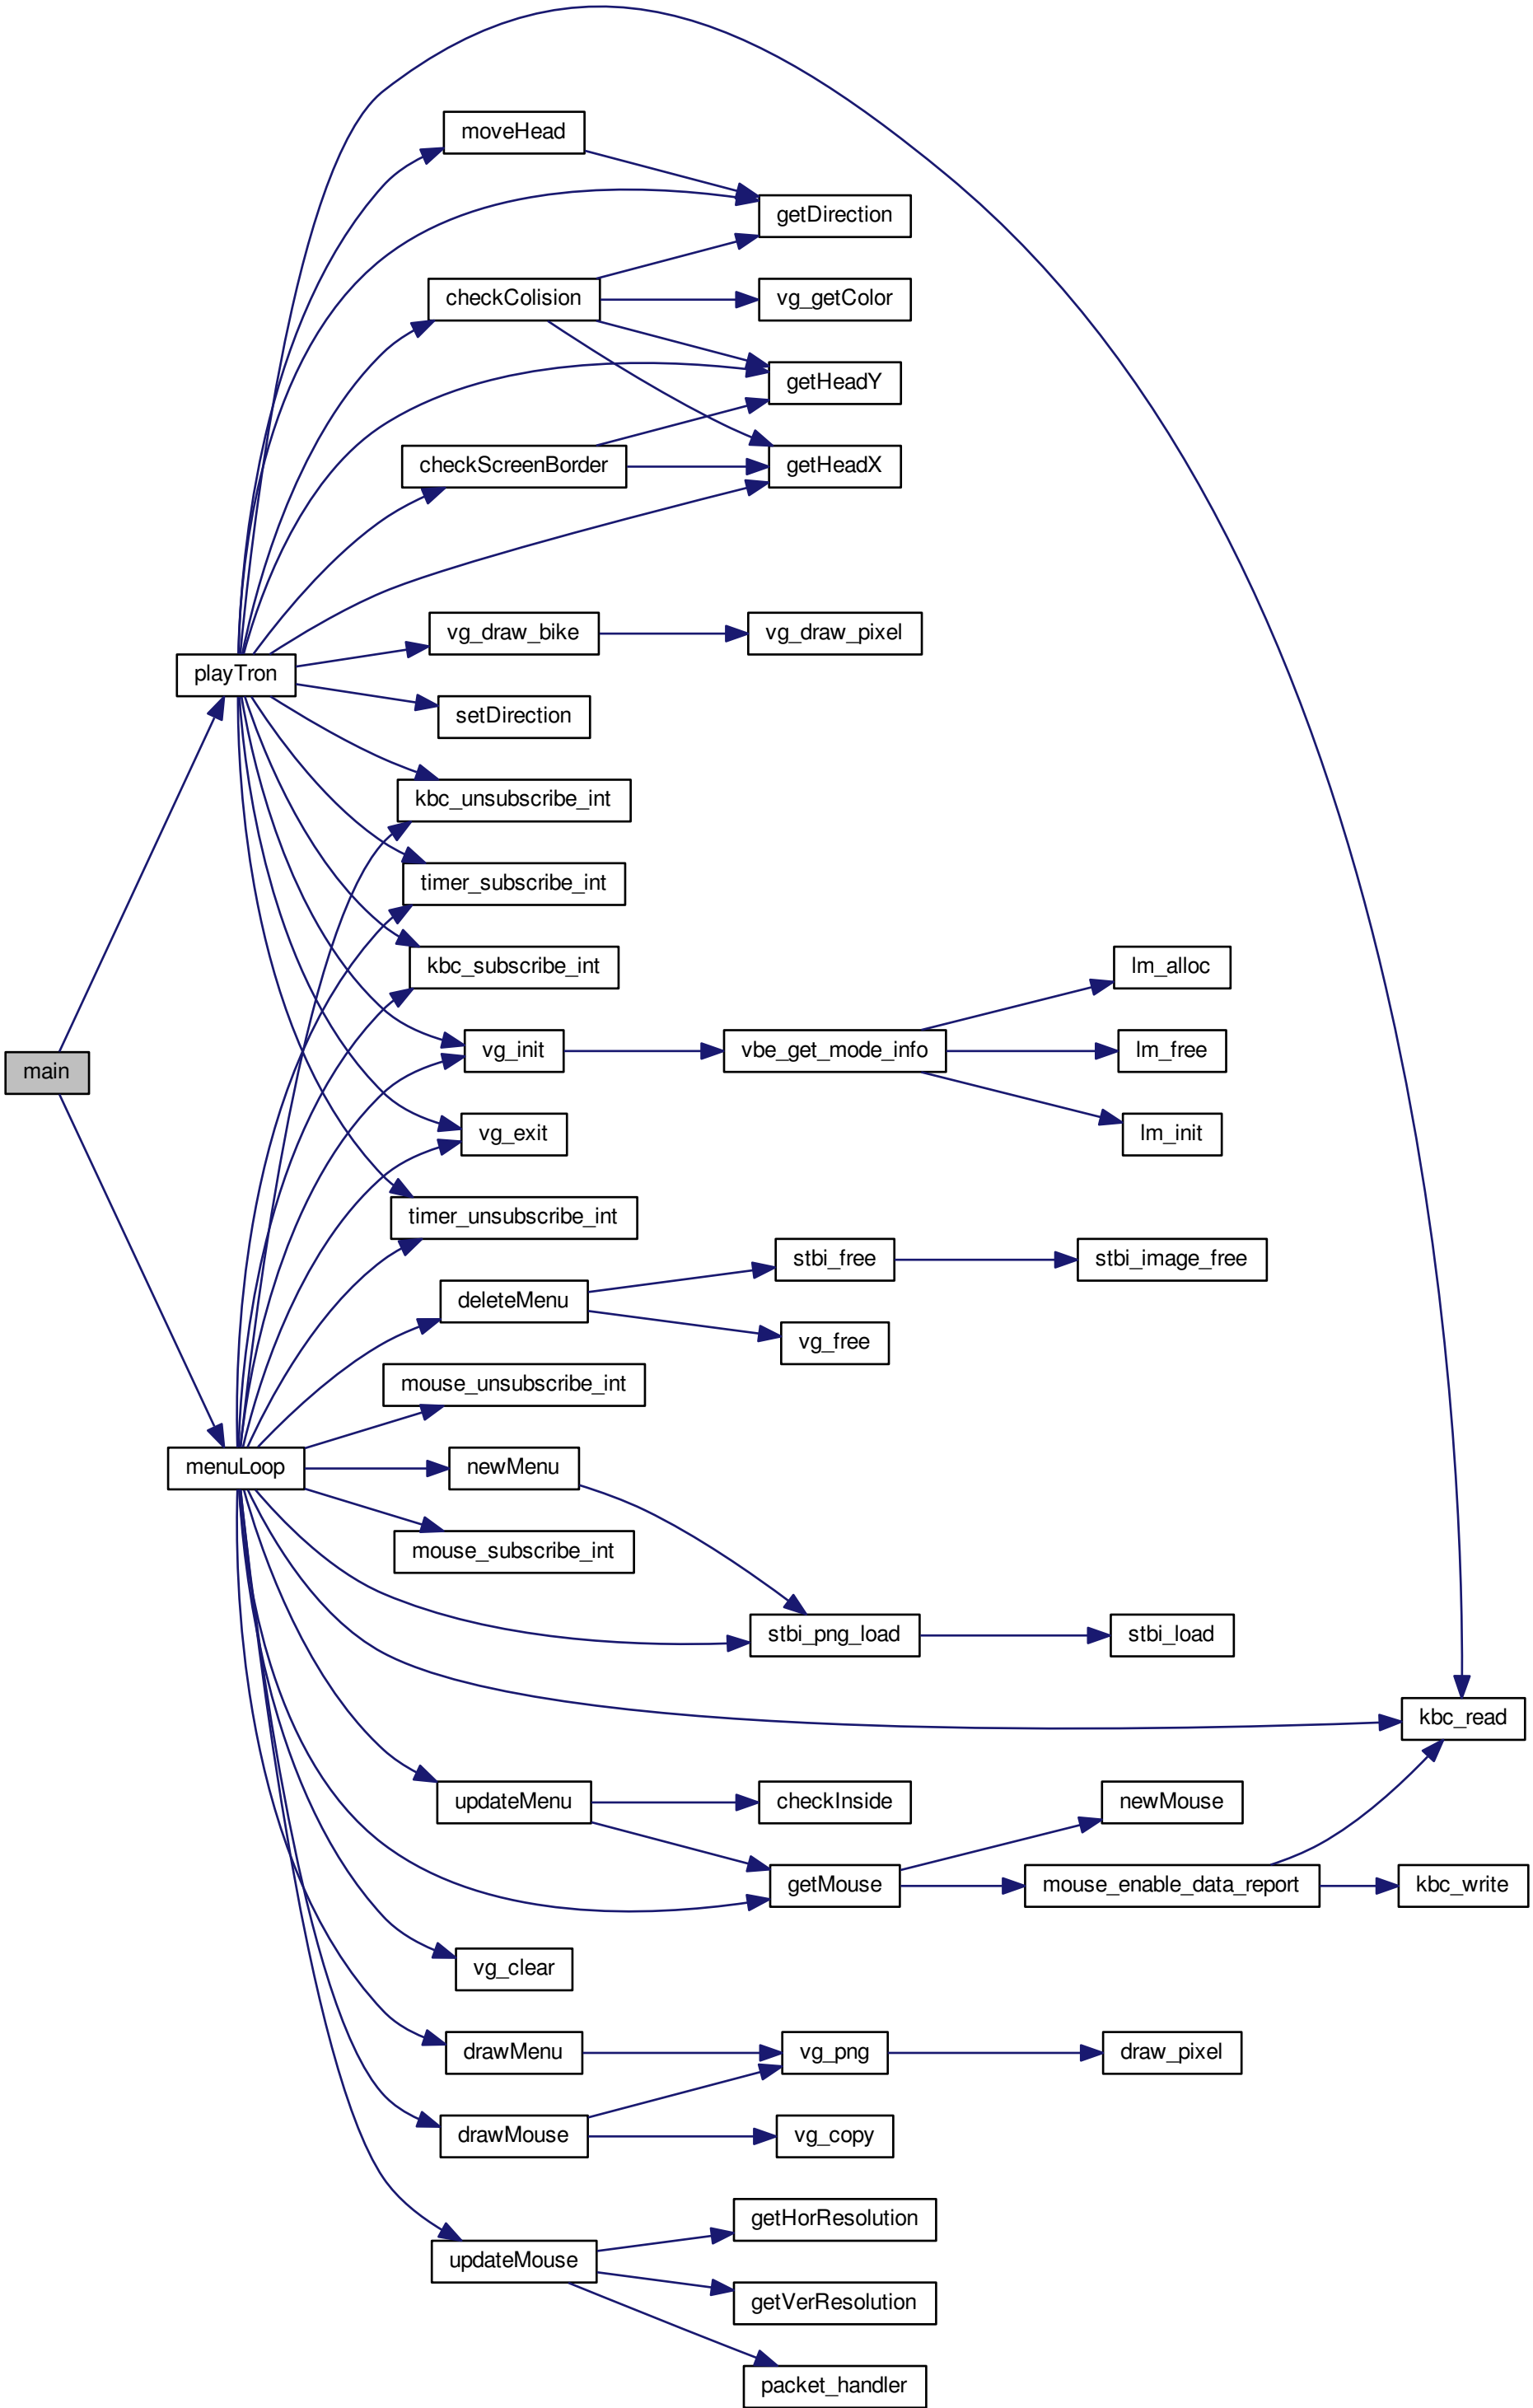 moveHead
getDirection
checkColision
vg_getColor
getHeadY
checkScreenBorder
getHeadX
vg_draw_bike
vg_draw_pixel
playTron
setDirection
kbc_unsubscribe_int
timer_subscribe_int
kbc_subscribe_int
lm_alloc
main
vg_init
vbe_get_mode_info
lm_free
vg_exit
lm_init
timer_unsubscribe_int
stbi_free
stbi_image_free
deleteMenu
vg_free
mouse_unsubscribe_int
menuLoop
newMenu
mouse_subscribe_int
stbi_png_load
stbi_load
kbc_read
updateMenu
checkInside
newMouse
getMouse
mouse_enable_data_report
kbc_write
vg_clear
drawMenu
vg_png
draw_pixel
drawMouse
vg_copy
getHorResolution
updateMouse
getVerResolution
packet_handler